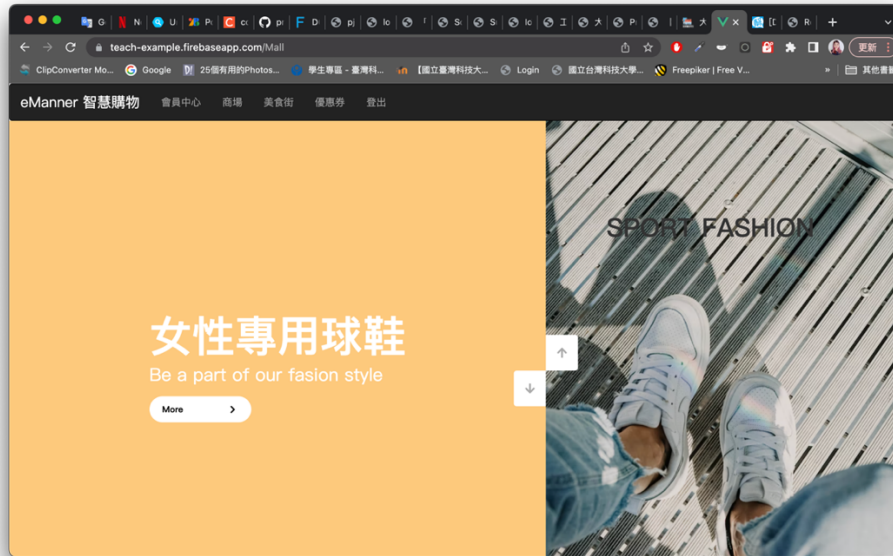 teach-example.firebaseapp.com/Mall
更新
ClipConverter Mo...
Google
25個有用的Photos...
學生專區 - 臺灣科...
【國立臺灣科技大...
Login
國立台灣科技大學...
Freepiker | Free V...
»
其他書籤
eManner 智慧購物
會員中心
商場
美食街
優惠券
登出
SPORT FASHION
女性專用球鞋
Be a part of our fasion style
More